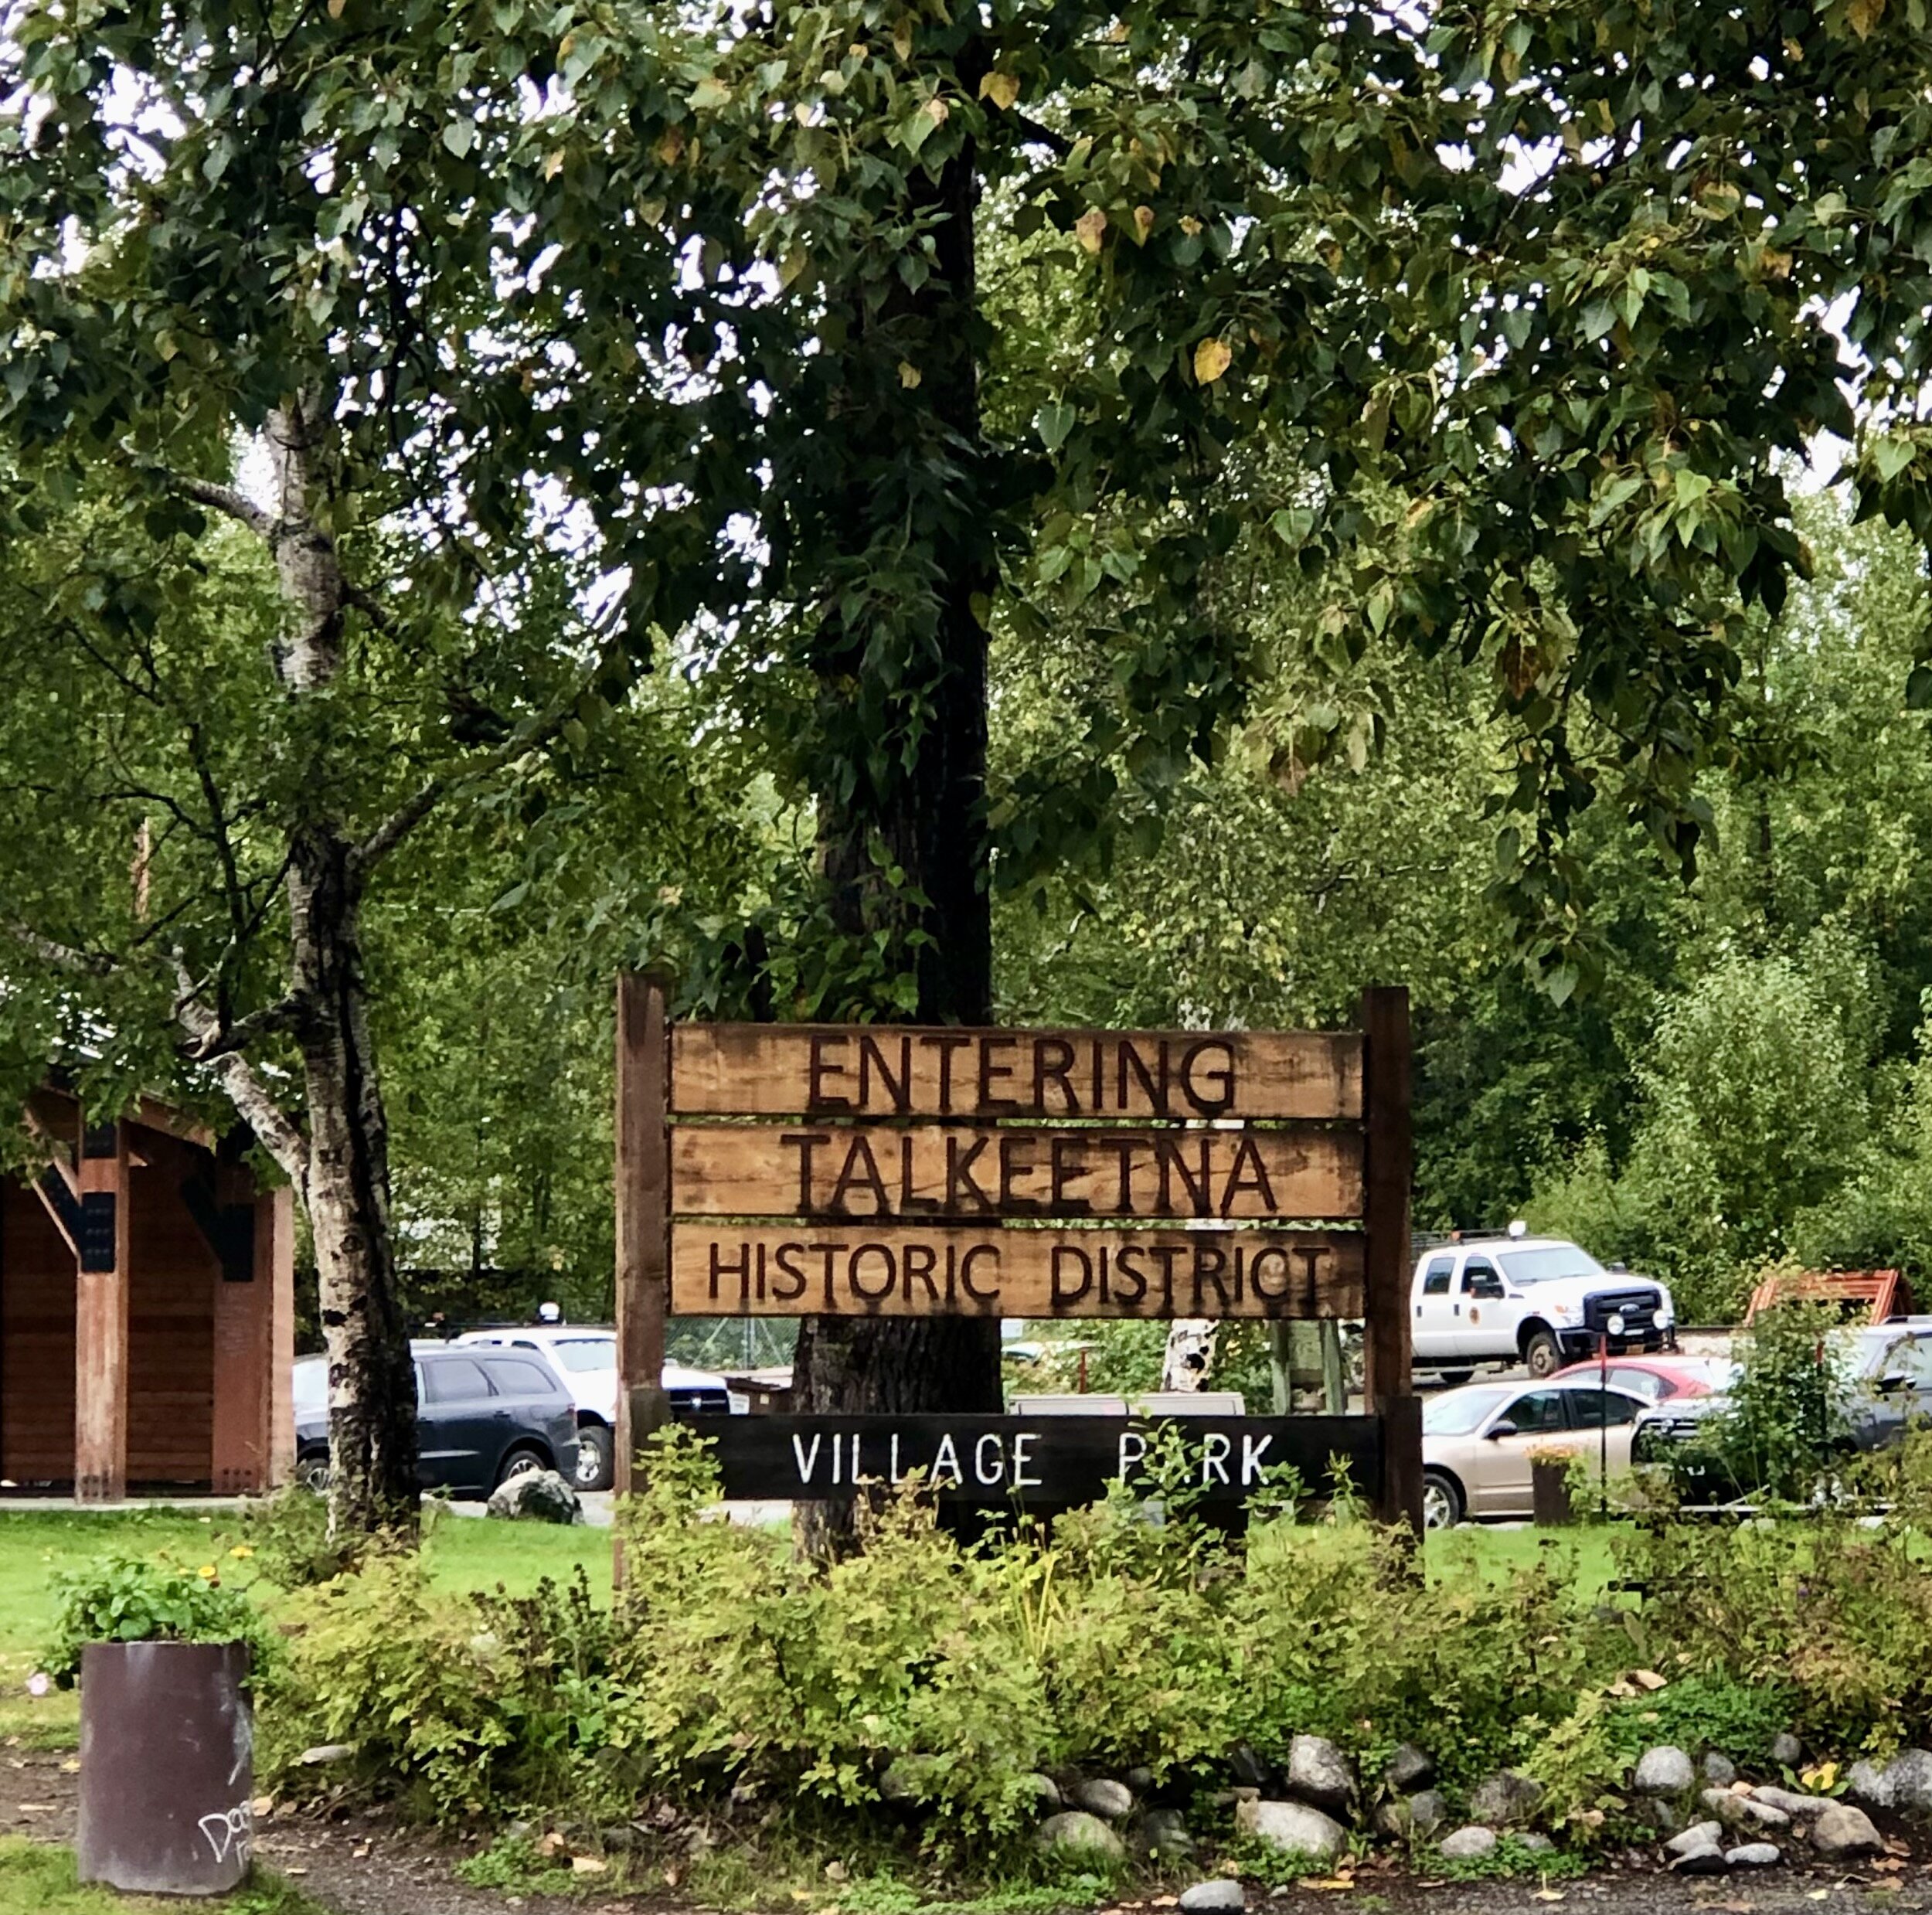 ENTERING
TALKEETNA
HISTORIC DISTRICT
VILLAGE PARK